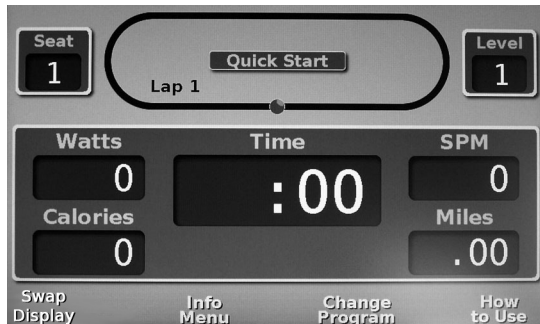 Seat
1
Quick Start
Lap 1
Level
1
Watts
0
Time
:00
SPM
0
Calories
0
Miles
.00
Swap
Display
Info
Menu
Change
Program
How
to Use